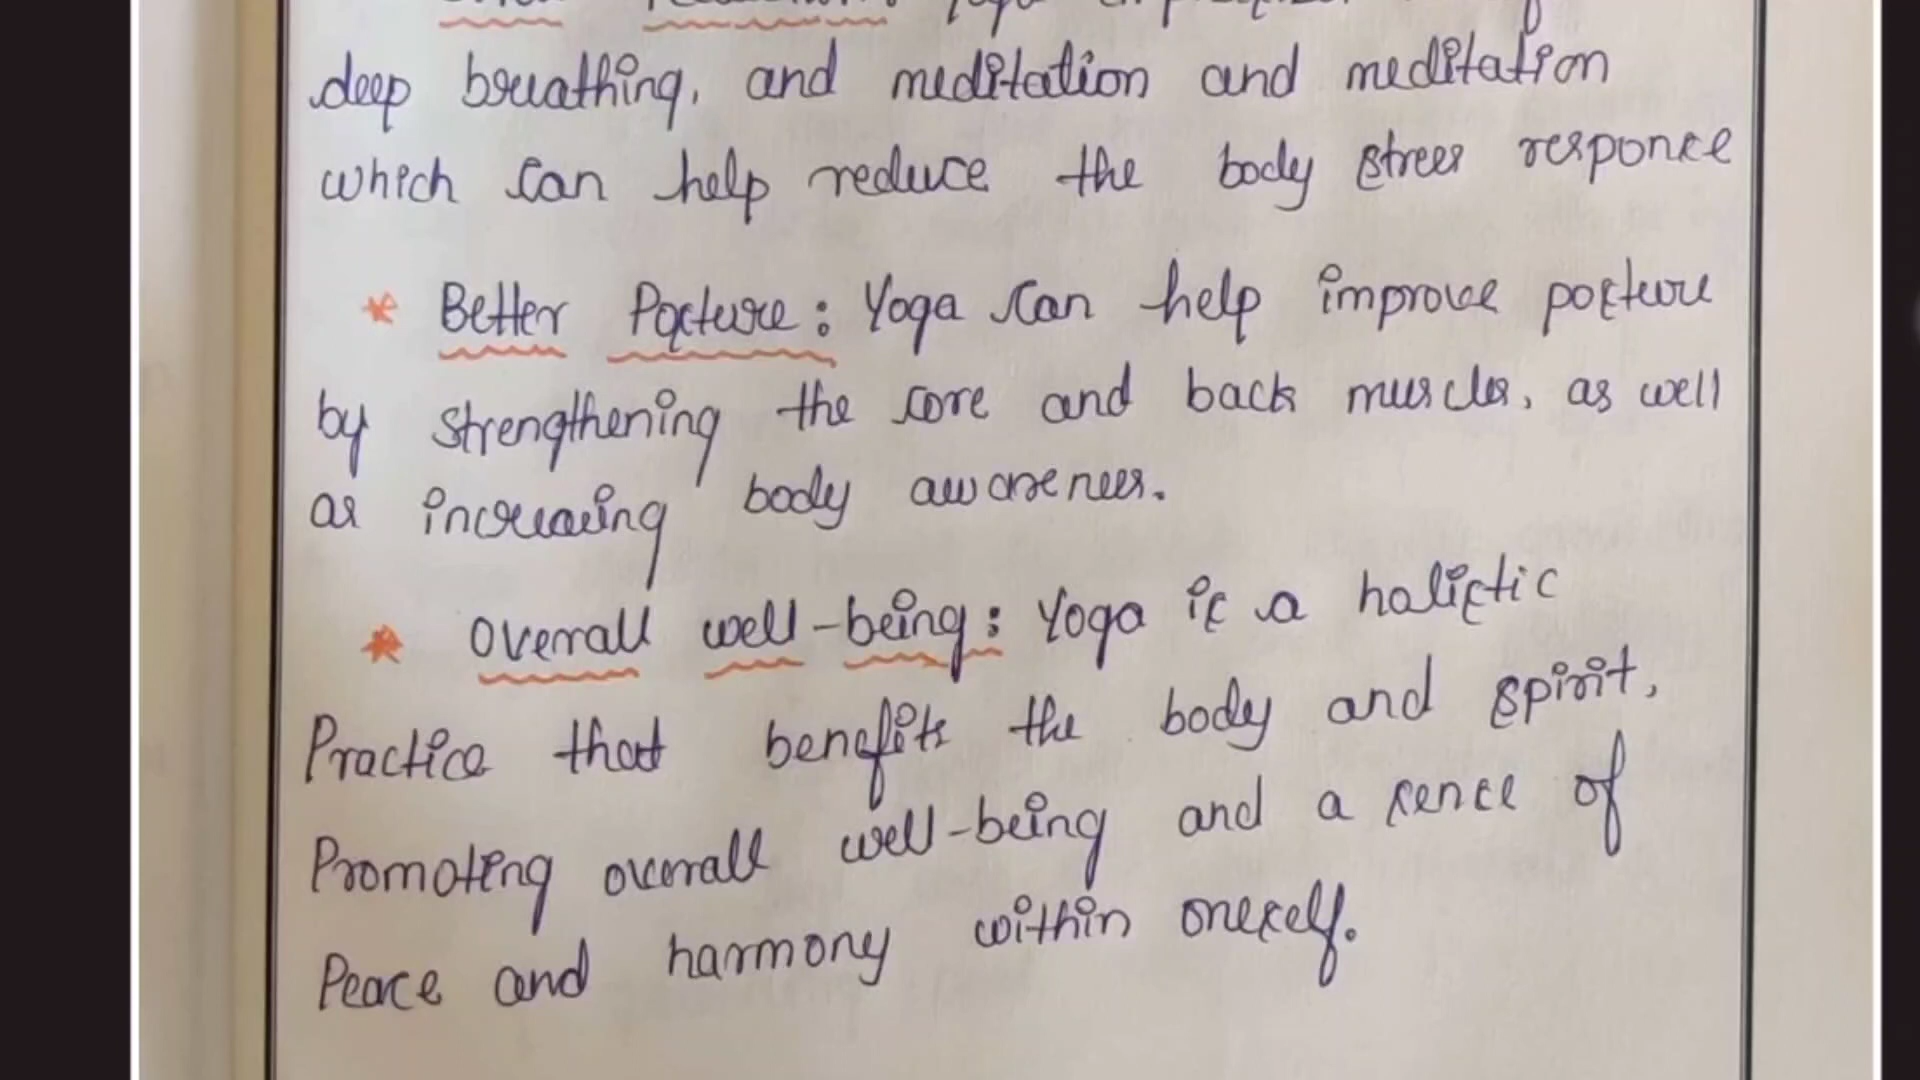 deep breathing, and meditation and meditation
which can help reduce the body stress responce
* Better Posture: Yoga can help improve posture
by strengthening the core and back muscles, as well
as increasing body awareness.
* Overall well-being: Yoga is a holistic
Practice that benefits the body and spirit,
Promoting overall well-being and a sence of
Peace and harmony within oneself.